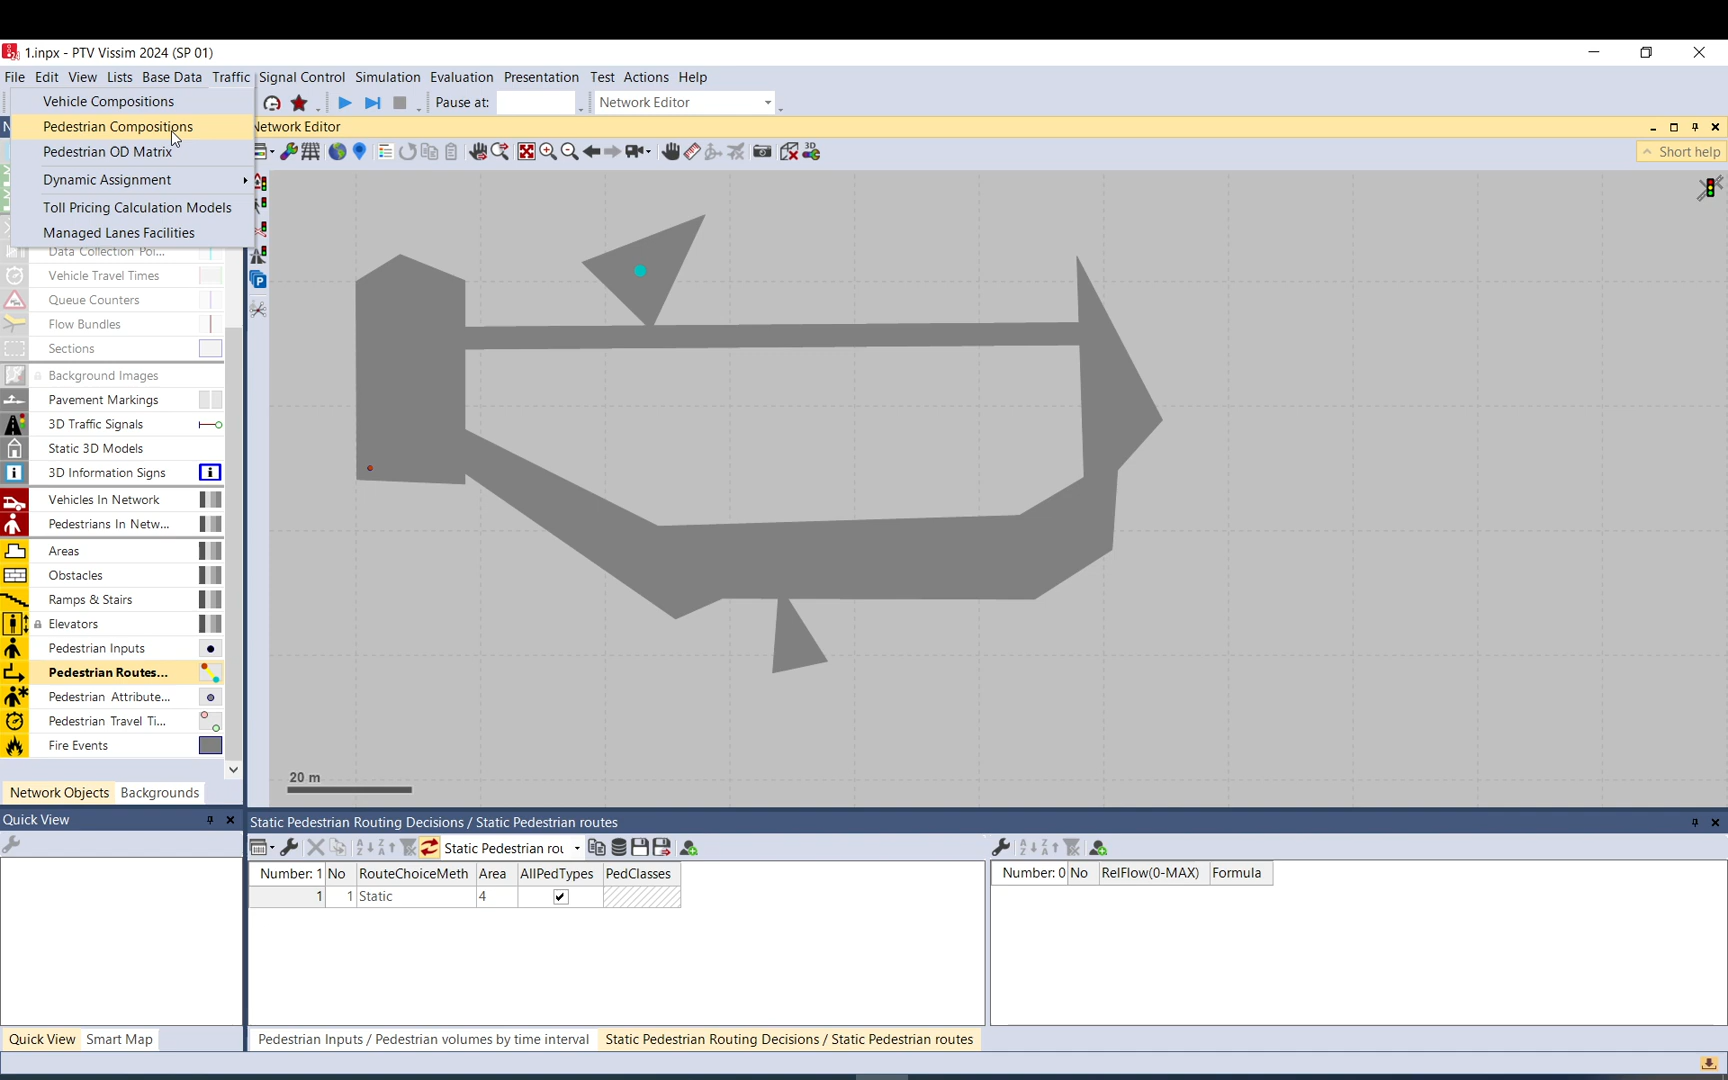 1.inpx - PTV Vissim 2024 (SP 01)
File Edit View Lists Base Data Traffic Signal Control Simulation Evaluation Presentation Test Actions Help
Vehicle Compositions
Pause at:
Network Editor
Pedestrian Compositions
Network Editor
Pedestrian OD Matrix
Short help
Dynamic Assignment
Toll Pricing Calculation Models
Managed Lanes Facilities
Data Collection Poi...
Vehicle Travel Times
Queue Counters
Flow Bundles
Sections
Background Images
Pavement Markings
3D Traffic Signals
Static 3D Models
3D Information Signs
Vehicles In Network
Pedestrians In Netw...
Areas
Obstacles
Ramps & Stairs
Elevators
Pedestrian Inputs
Pedestrian Routes...
Pedestrian Attribute...
Pedestrian Travel Ti...
Fire Events
20 m
Network Objects Backgrounds
Quick View
Static Pedestrian Routing Decisions / Static Pedestrian routes
Static Pedestrian rou
Number: 1 No RouteChoiceMeth Area AllPedTypes PedClasses
1 1 Static 4
Number: 0 No RelFlow(0-MAX) Formula
Quick View Smart Map
Pedestrian Inputs / Pedestrian volumes by time interval Static Pedestrian Routing Decisions / Static Pedestrian routes